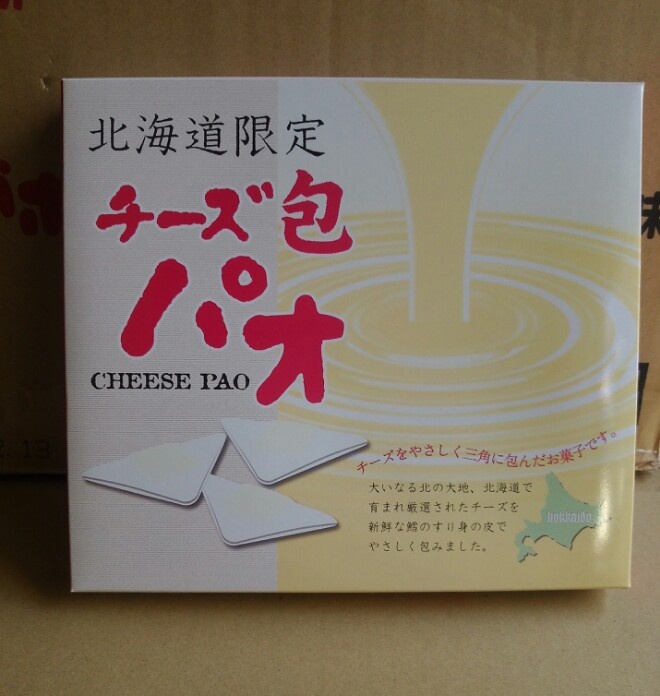 北海道限定
チーズ包
パオ
CHEESE PAO
チーズをやさしく三角に包んだお菓子です。
大いなる北の大地、北海道で
育まれ厳選されたチーズを
新鮮な鱈のすり身の皮で
やさしく包みました。
hokkaido
味
2.13